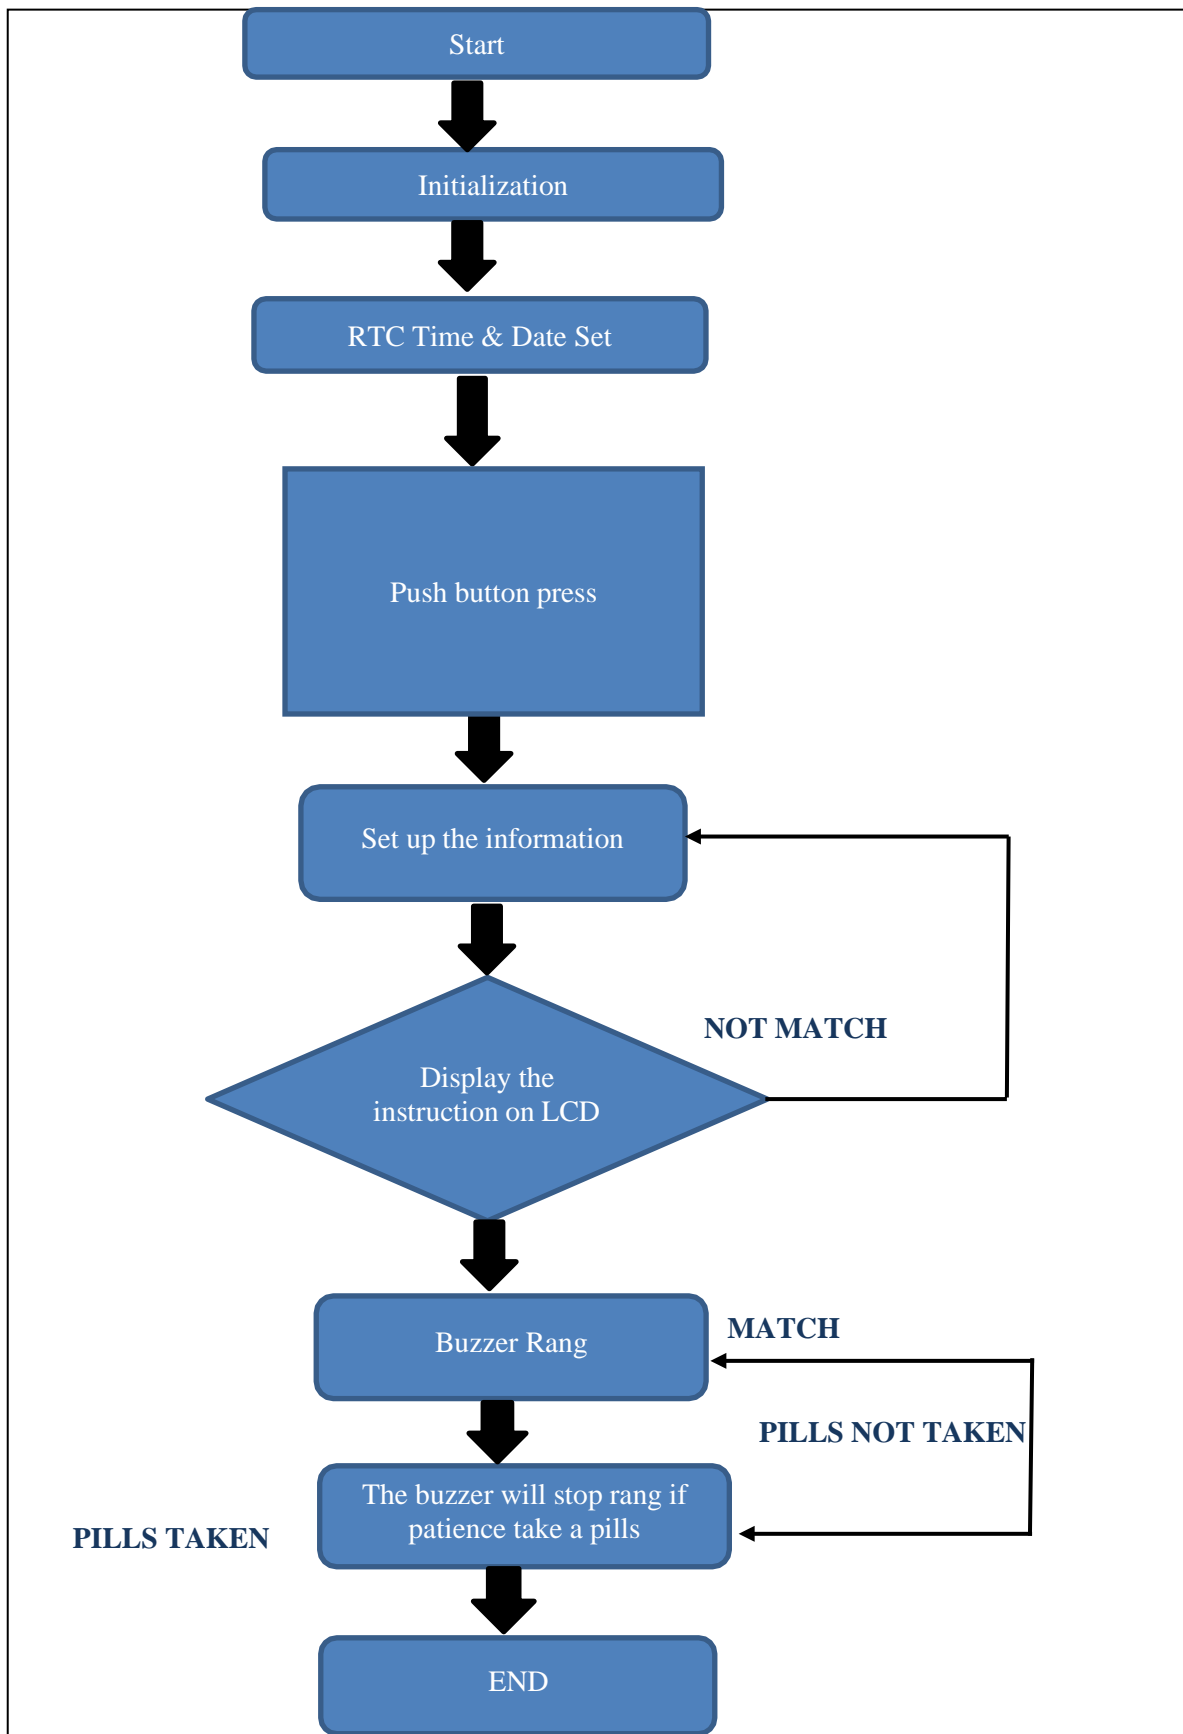 Start
Initialization
RTC Time & Date Set
Push button press
Set up the information
NOT MATCH
Display the
instruction on LCD
MATCH
Buzzer Rang
PILLS NOT TAKEN
The buzzer will stop rang if
patience take a pills
PILLS TAKEN
END